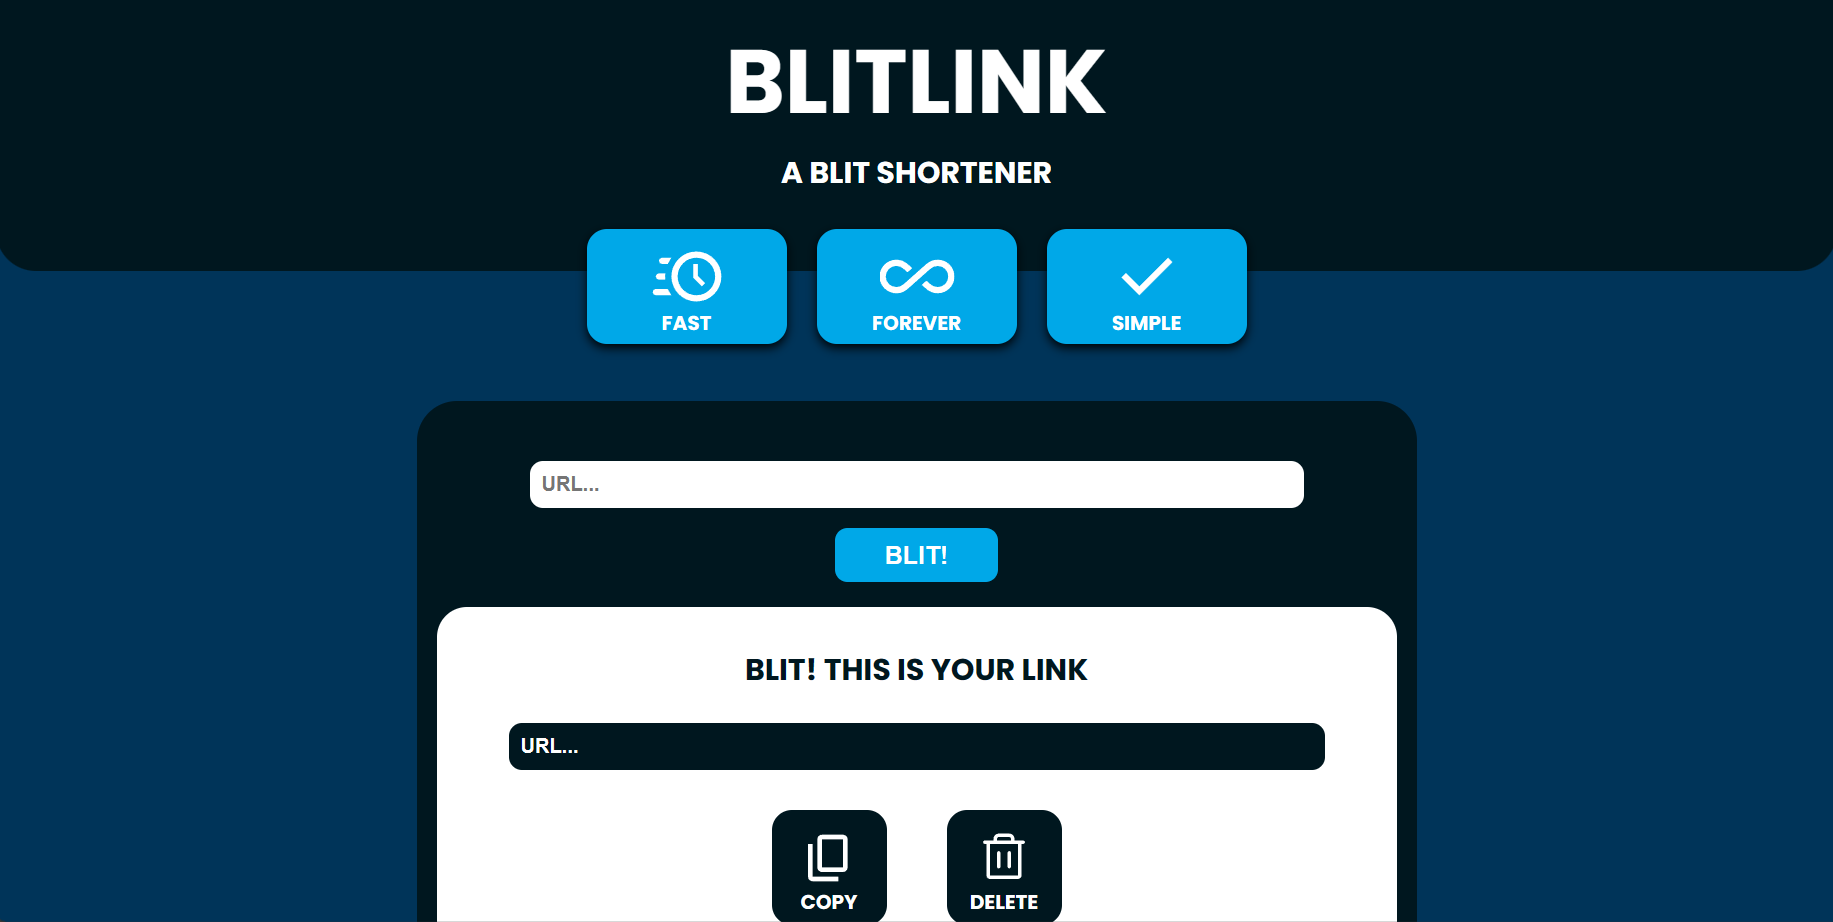 BLITLINK
A BLIT SHORTENER
FAST
FOREVER
SIMPLE
URL...
BLIT!
BLIT! THIS IS YOUR LINK
URL...
COPY
DELETE